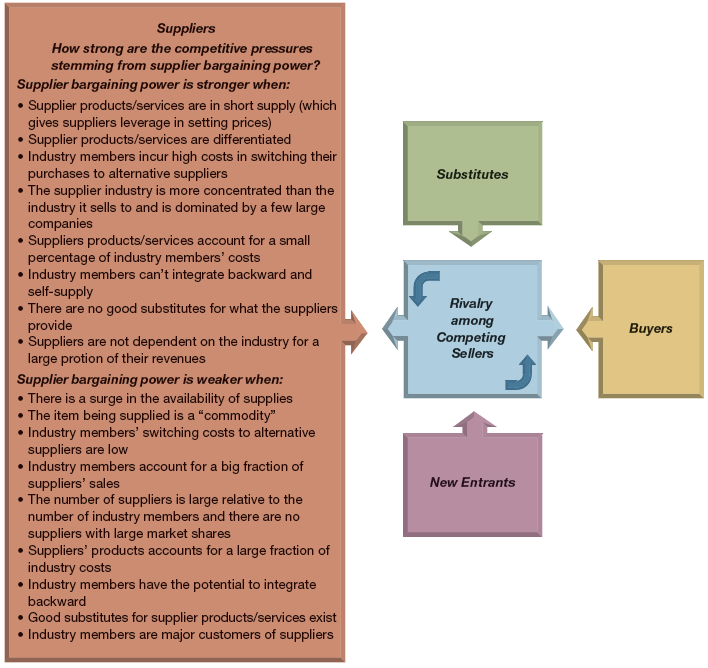 Suppliers
How strong are the competitive pressures
stemming from supplier bargaining power?
Supplier bargaining power is stronger when:
• Supplier products/services are in short supply (which
gives suppliers leverage in setting prices)
• Supplier products/services are differentiated
• Industry members incur high costs in switching their
purchases to alternative suppliers
• The supplier industry is more concentrated than the
industry it sells to and is dominated by a few large
companies
• Suppliers products/services account for a small
percentage of industry members' costs
• Industry members can't integrate backward and
self-supply
• There are no good substitutes for what the suppliers
provide
• Suppliers are not dependent on the industry for a
large protion of their revenues
Supplier bargaining power is weaker when:
• There is a surge in the availability of supplies
• The item being supplied is a “commodity”
• Industry members' switching costs to alternative
suppliers are low
• Industry members account for a big fraction of
suppliers' sales
• The number of suppliers is large relative to the
number of industry members and there are no
suppliers with large market shares
• Suppliers' products accounts for a large fraction of
industry costs
• Industry members have the potential to integrate
backward
• Good substitutes for supplier products/services exist
• Industry members are major customers of suppliers
Substitutes
Rivalry
among
Competing
Sellers
Buyers
New Entrants